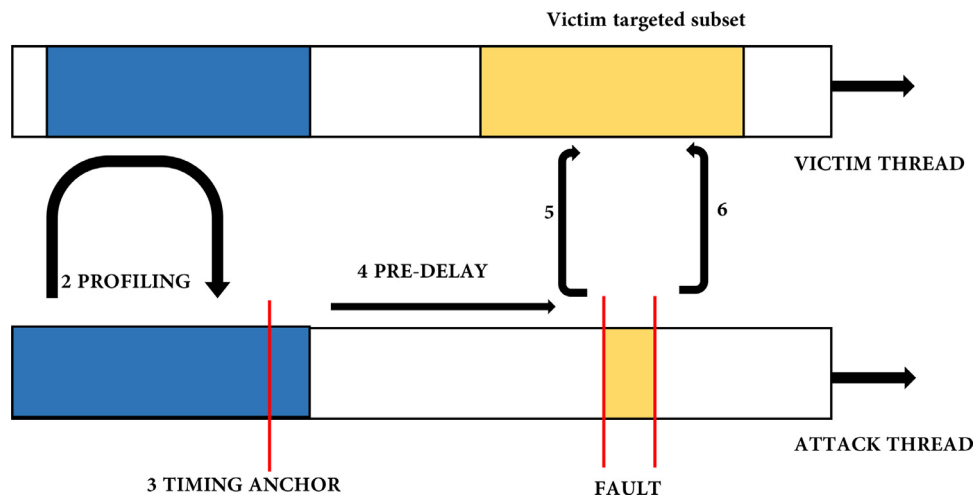 Victim targeted subset
VICTIM THREAD
5
6
2 PROFILING
4 PRE-DELAY
ATTACK THREAD
3 TIMING ANCHOR
FAULT